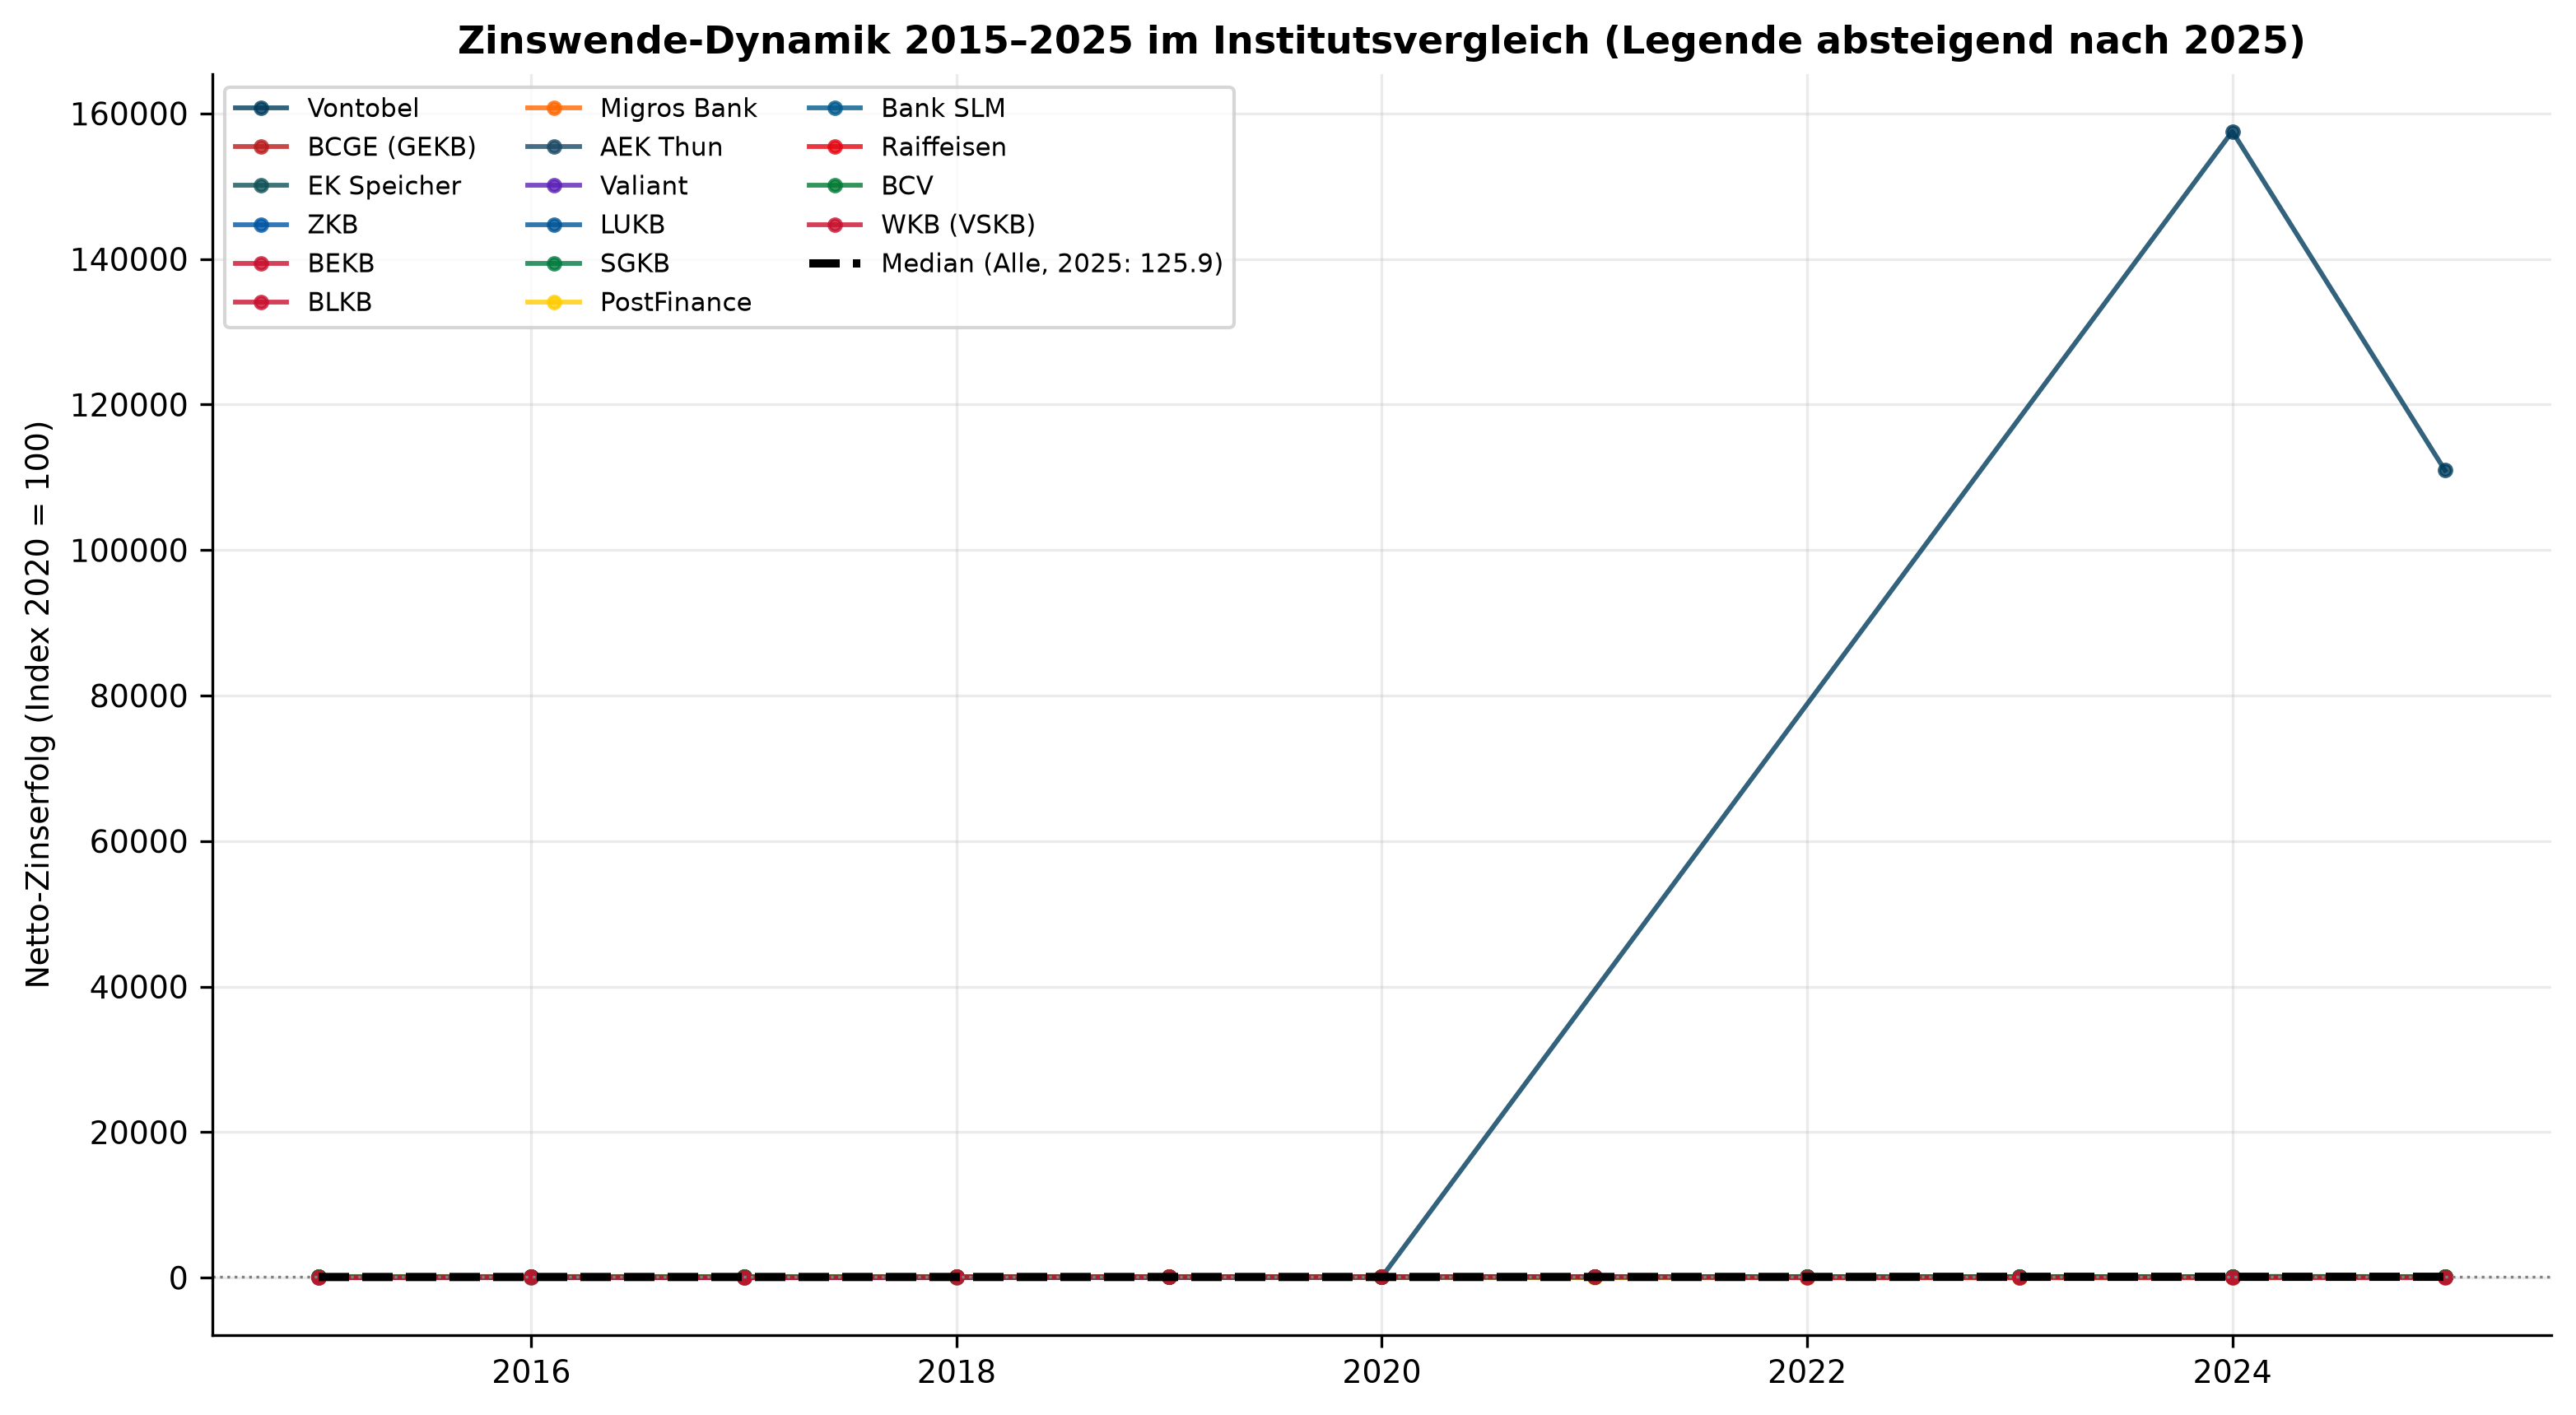 Zinswende-Dynamik 2015–2025 im Institutsvergleich (Legende absteigend nach 2025)
Netto-Zinserfolg (Index 2020 = 100)
160000
140000
120000
100000
80000
60000
40000
20000
0
Vontobel
BCGE (GEKB)
EK Speicher
ZKB
BEKB
BLKB
Migros Bank
AEK Thun
Valiant
LUKB
SGKB
PostFinance
Bank SLM
Raiffeisen
BCV
WKB (VSKB)
Median (Alle, 2025: 125.9)
2016
2018
2020
2022
2024